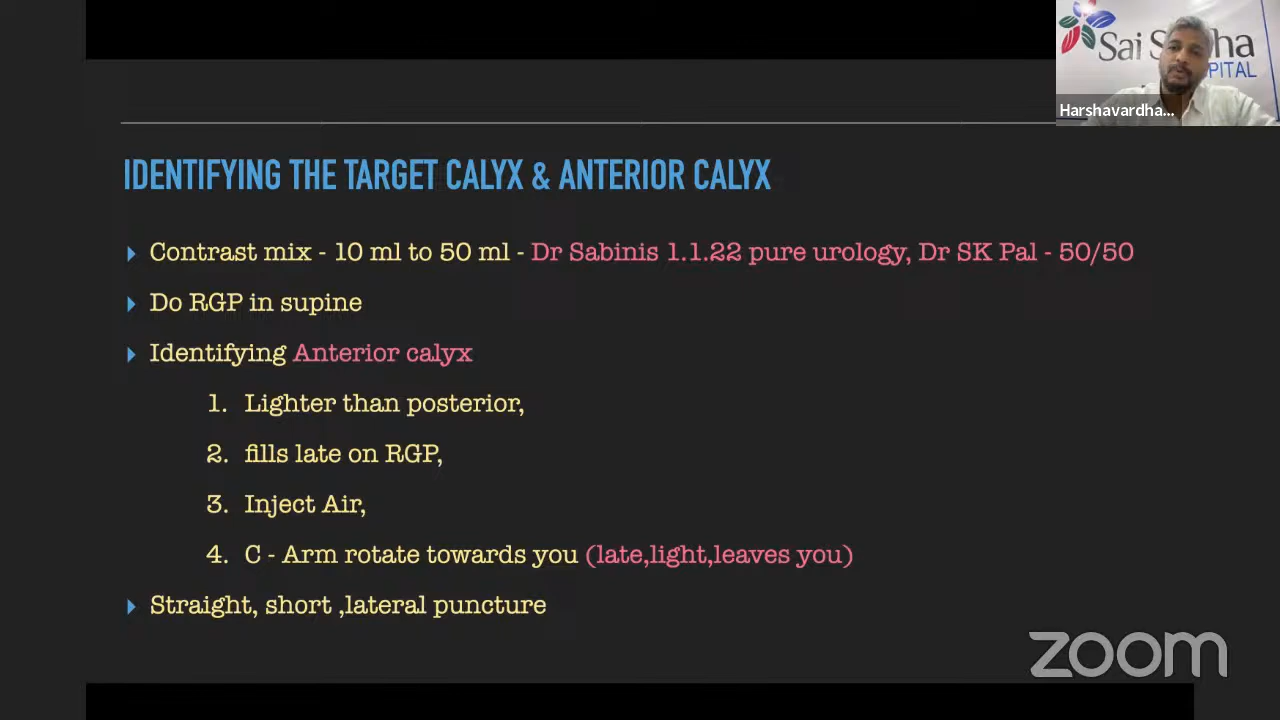 Sai S ha
PITAL
Harshavardha...
IDENTIFYING THE TARGET CALYX & ANTERIOR CALYX
Contrast mix - 10 ml to 50 ml - Dr Sabinis 1.1.22 pure urology, Dr SK Pal - 50/50
Do RGP in supine
Identifying Anterior calyx
1. Lighter than posterior,
2. fills late on RGP,
3. Inject Air,
4. C - Arm rotate towards you (late,light,leaves you)
Straight, short ,lateral puncture
zoom